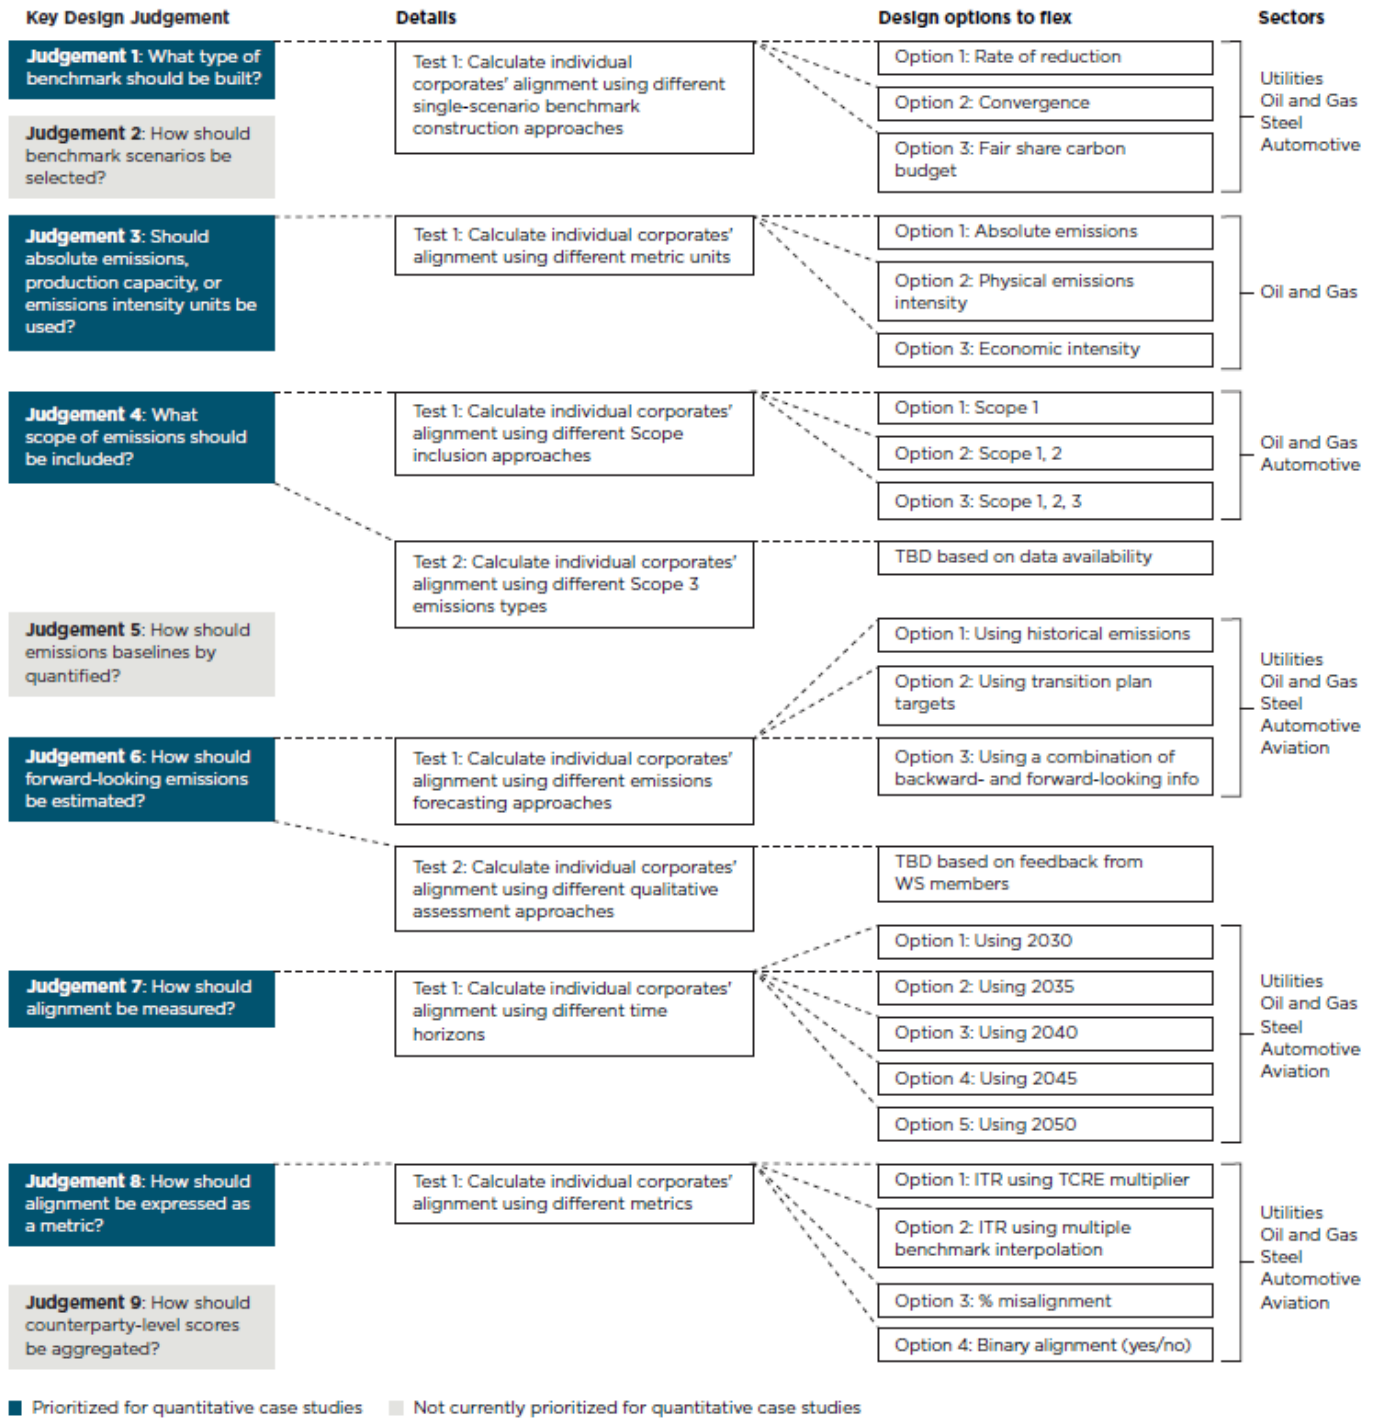 Key Design Judgement
Details
Design options to flex
Sectors
Judgement 1: What type of
benchmark should be built?
Test 1: Calculate individual
corporates' alignment using different
single-scenario benchmark
construction approaches
Option 1: Rate of reduction
Option 2: Convergence
Option 3: Fair share carbon
budget
Utilities
Oil and Gas
Steel
Automotive
Judgement 2: How should
benchmark scenarios be
selected?
Judgement 3: Should
absolute emissions,
production capacity, or
emissions intensity units be
used?
Test 1: Calculate individual corporates'
alignment using different metric units
Option 1: Absolute emissions
Option 2: Physical emissions
intensity
Option 3: Economic intensity
Oil and Gas
Judgement 4: What
scope of emissions should
be included?
Test 1: Calculate individual corporates'
alignment using different Scope
inclusion approaches
Option 1: Scope 1
Option 2: Scope 1, 2
Option 3: Scope 1, 2, 3
Oil and Gas
Automotive
Test 2: Calculate individual corporates'
alignment using different Scope 3
emissions types
TBD based on data availability
Judgement 5: How should
emissions baselines by
quantified?
Judgement 6: How should
forward-looking emissions
be estimated?
Test 1: Calculate individual corporates'
alignment using different emissions
forecasting approaches
Option 1: Using historical emissions
Option 2: Using transition plan
targets
Option 3: Using a combination of
backward- and forward-looking info
Utilities
Oil and Gas
Steel
Automotive
Aviation
Test 2: Calculate individual corporates'
alignment using different qualitative
assessment approaches
TBD based on feedback from
WS members
Judgement 7: How should
alignment be measured?
Test 1: Calculate individual corporates'
alignment using different time
horizons
Option 1: Using 2030
Option 2: Using 2035
Option 3: Using 2040
Option 4: Using 2045
Option 5: Using 2050
Utilities
Oil and Gas
Steel
Automotive
Aviation
Judgement 8: How should
alignment be expressed as
a metric?
Test 1: Calculate individual corporates'
alignment using different metrics
Option 1: ITR using TCRE multiplier
Option 2: ITR using multiple
benchmark interpolation
Option 3: % misalignment
Option 4: Binary alignment (yes/no)
Utilities
Oil and Gas
Steel
Automotive
Aviation
Judgement 9: How should
counterparty-level scores
be aggregated?
Prioritized for quantitative case studies
Not currently prioritized for quantitative case studies